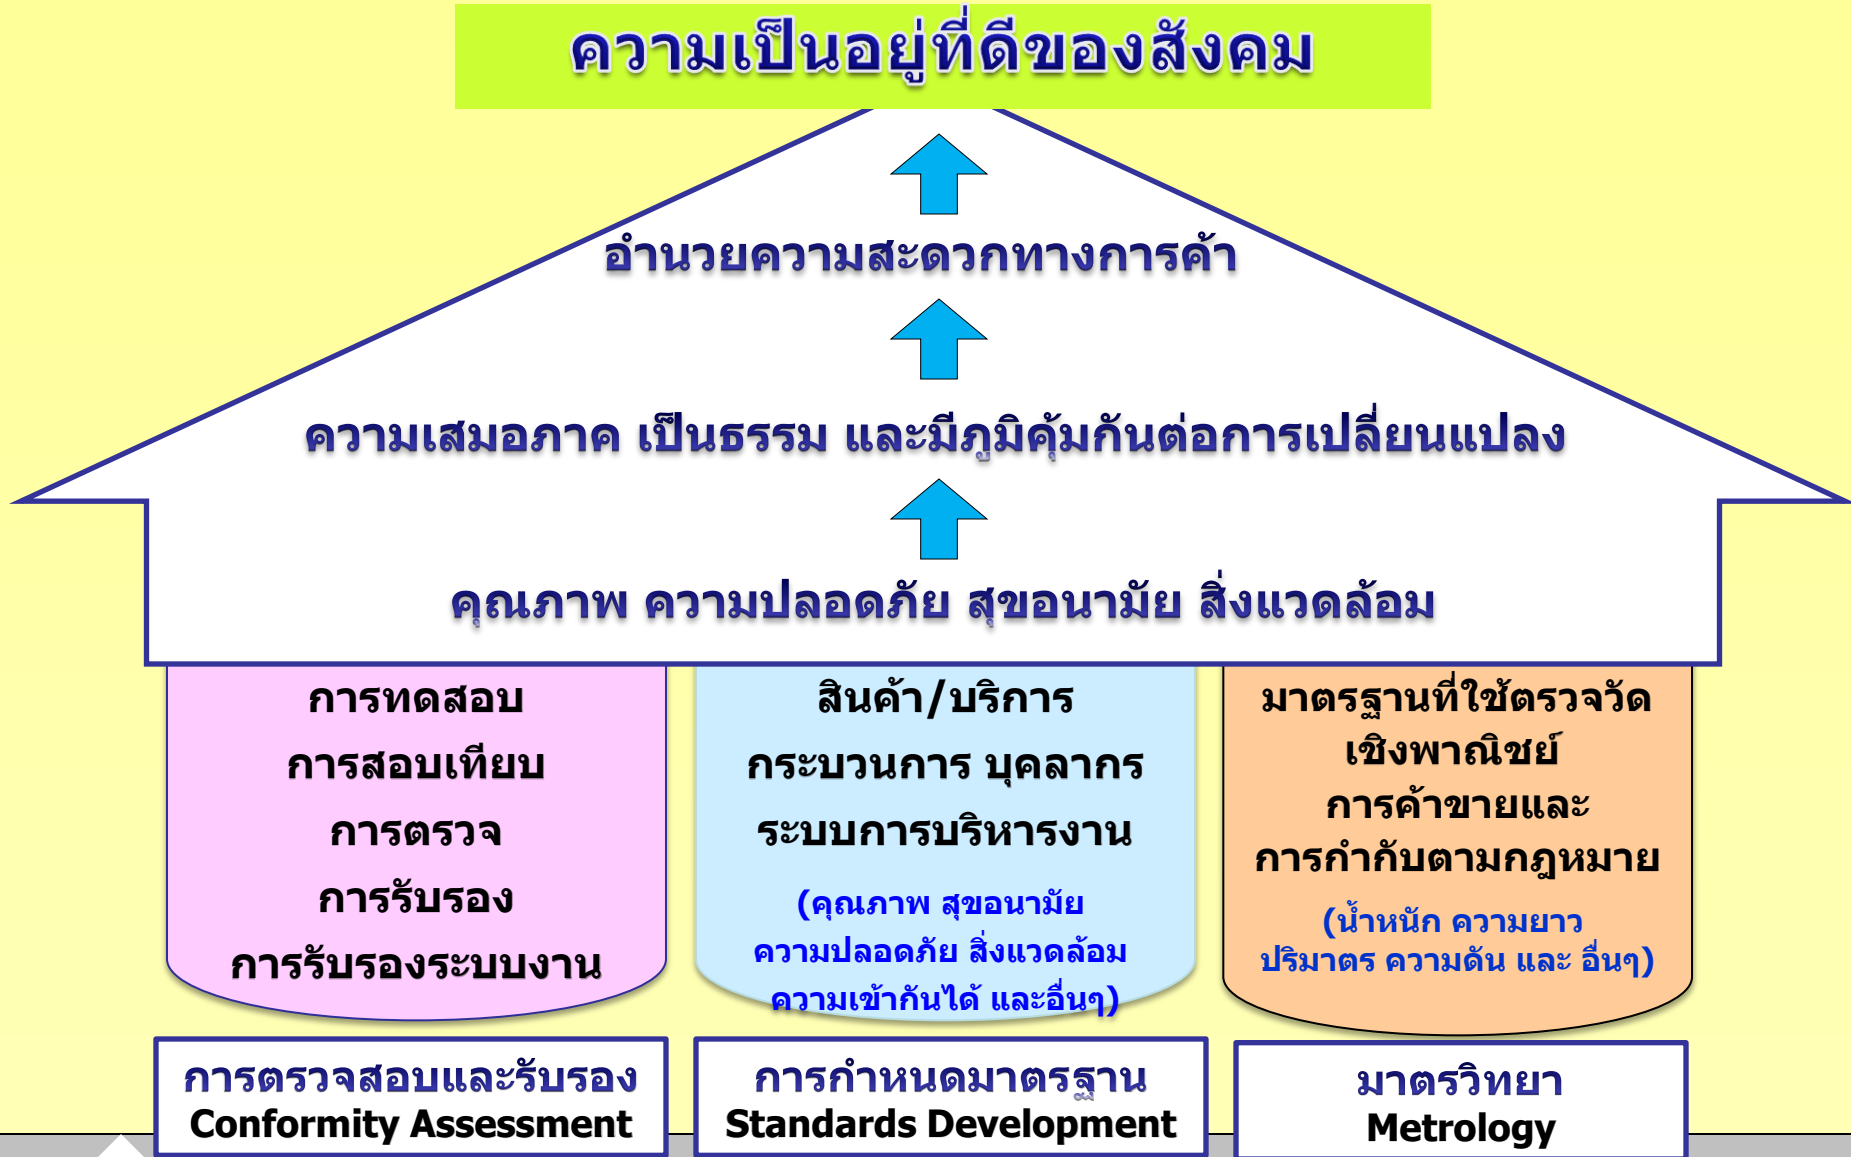 ความเป็นอยู่ที่ดีของสังคม
อำนวยความสะดวกทางการค้า
ความเสมอภาค เป็นธรรม และมีภูมิคุ้มกันต่อการเปลี่ยนแปลง
คุณภาพ ความปลอดภัย สุขอนามัย สิ่งแวดล้อม
การทดสอบ
การสอบเทียบ
การตรวจ
การรับรอง
การรับรองระบบงาน
การตรวจสอบและรับรอง
Conformity Assessment
สินค้า/บริการ
กระบวนการ บุคลากร
ระบบการบริหารงาน
(คุณภาพ สุขอนามัย
ความปลอดภัย สิ่งแวดล้อม
ความเข้ากันได้ และอื่นๆ)
การกำหนดมาตรฐาน
Standards Development
มาตรฐานที่ใช้ตรวจวัด
เชิงพาณิชย์
การค้าขายและ
การกำกับตามกฎหมาย
(น้ำหนัก ความยาว
ปริมาตร ความดัน และ อื่นๆ)
มาตรวิทยา
Metrology